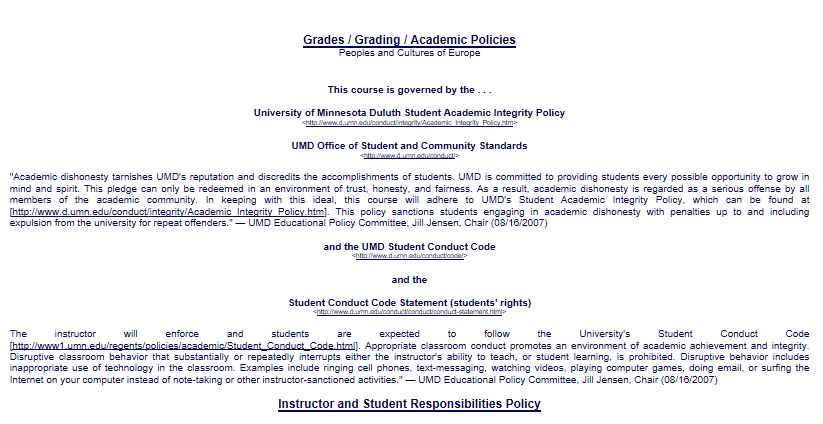 Grades / Grading / Academic Policies
Peoples and Cultures of Europe
This course is governed by the . . .
University of Minnesota Duluth Student Academic Integrity Policy
<http://www.d.umn.edu/conduct/integrity/Academic_Integrity_Policy.htm>
UMD Office of Student and Community Standards
<http://www.d.umn.edu/conduct/>
"Academic dishonesty tarnishes UMD's reputation and discredits the accomplishments of students. UMD is committed to providing students every possible opportunity to grow in
mind and spirit. This pledge can only be redeemed in an environment of trust, honesty, and fairness. As a result, academic dishonesty is regarded as a serious offense by all
members of the academic community. In keeping with this ideal, this course will adhere to UMD's Student Academic Integrity Policy, which can be found at
[http://www.d.umn.edu/conduct/integrity/Academic_Integrity_Policy.htm]. This policy sanctions students engaging in academic dishonesty with penalties up to and including
expulsion from the university for repeat offenders." — UMD Educational Policy Committee, Jill Jensen, Chair (08/16/2007)
and the UMD Student Conduct Code
<http://www.d.umn.edu/conduct/code/>
and the
Student Conduct Code Statement (students' rights)
<http://www.d.umn.edu/conduct/conduct/conduct-statement.html>
The instructor will enforce and students are expected to follow the University's Student Conduct Code
[http://www1.umn.edu/regents/policies/academic/Student_Conduct_Code.html]. Appropriate classroom conduct promotes an environment of academic achievement and integrity.
Disruptive classroom behavior that substantially or repeatedly interrupts either the instructor's ability to teach, or student learning, is prohibited. Disruptive behavior includes
inappropriate use of technology in the classroom. Examples include ringing cell phones, text-messaging, watching videos, playing computer games, doing email, or surfing the
Internet on your computer instead of note-taking or other instructor-sanctioned activities." — UMD Educational Policy Committee, Jill Jensen, Chair (08/16/2007)
Instructor and Student Responsibilities Policy